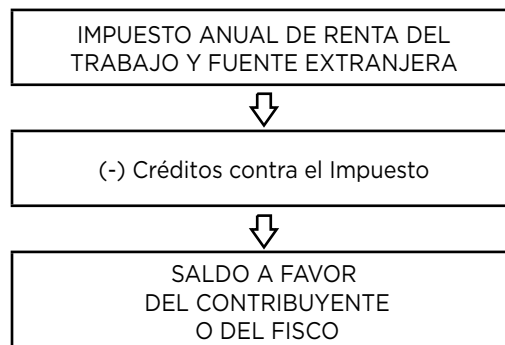 IMPUESTO ANUAL DE RENTA DEL
TRABAJO Y FUENTE EXTRANJERA
(-) Créditos contra el Impuesto
SALDO A FAVOR
DEL CONTRIBUYENTE
O DEL FISCO